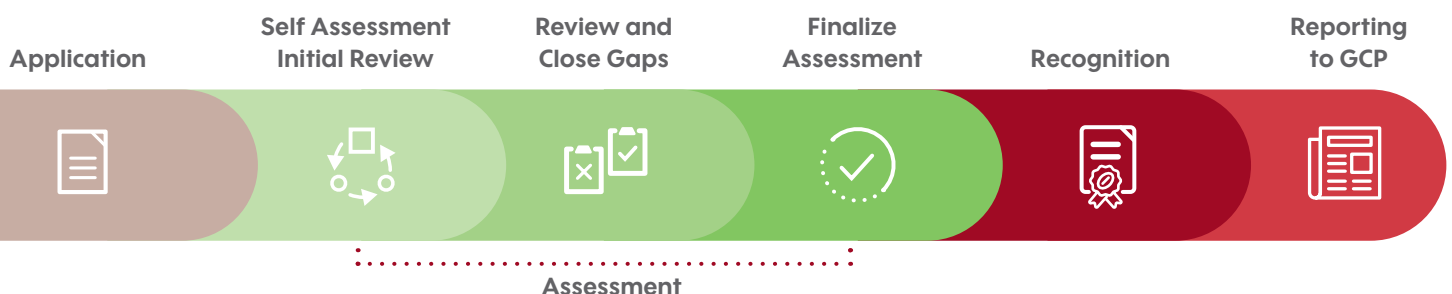 Application
Self Assessment
Initial Review
Review and
Close Gaps
Finalize
Assessment
Recognition
Reporting
to GCP
Assessment